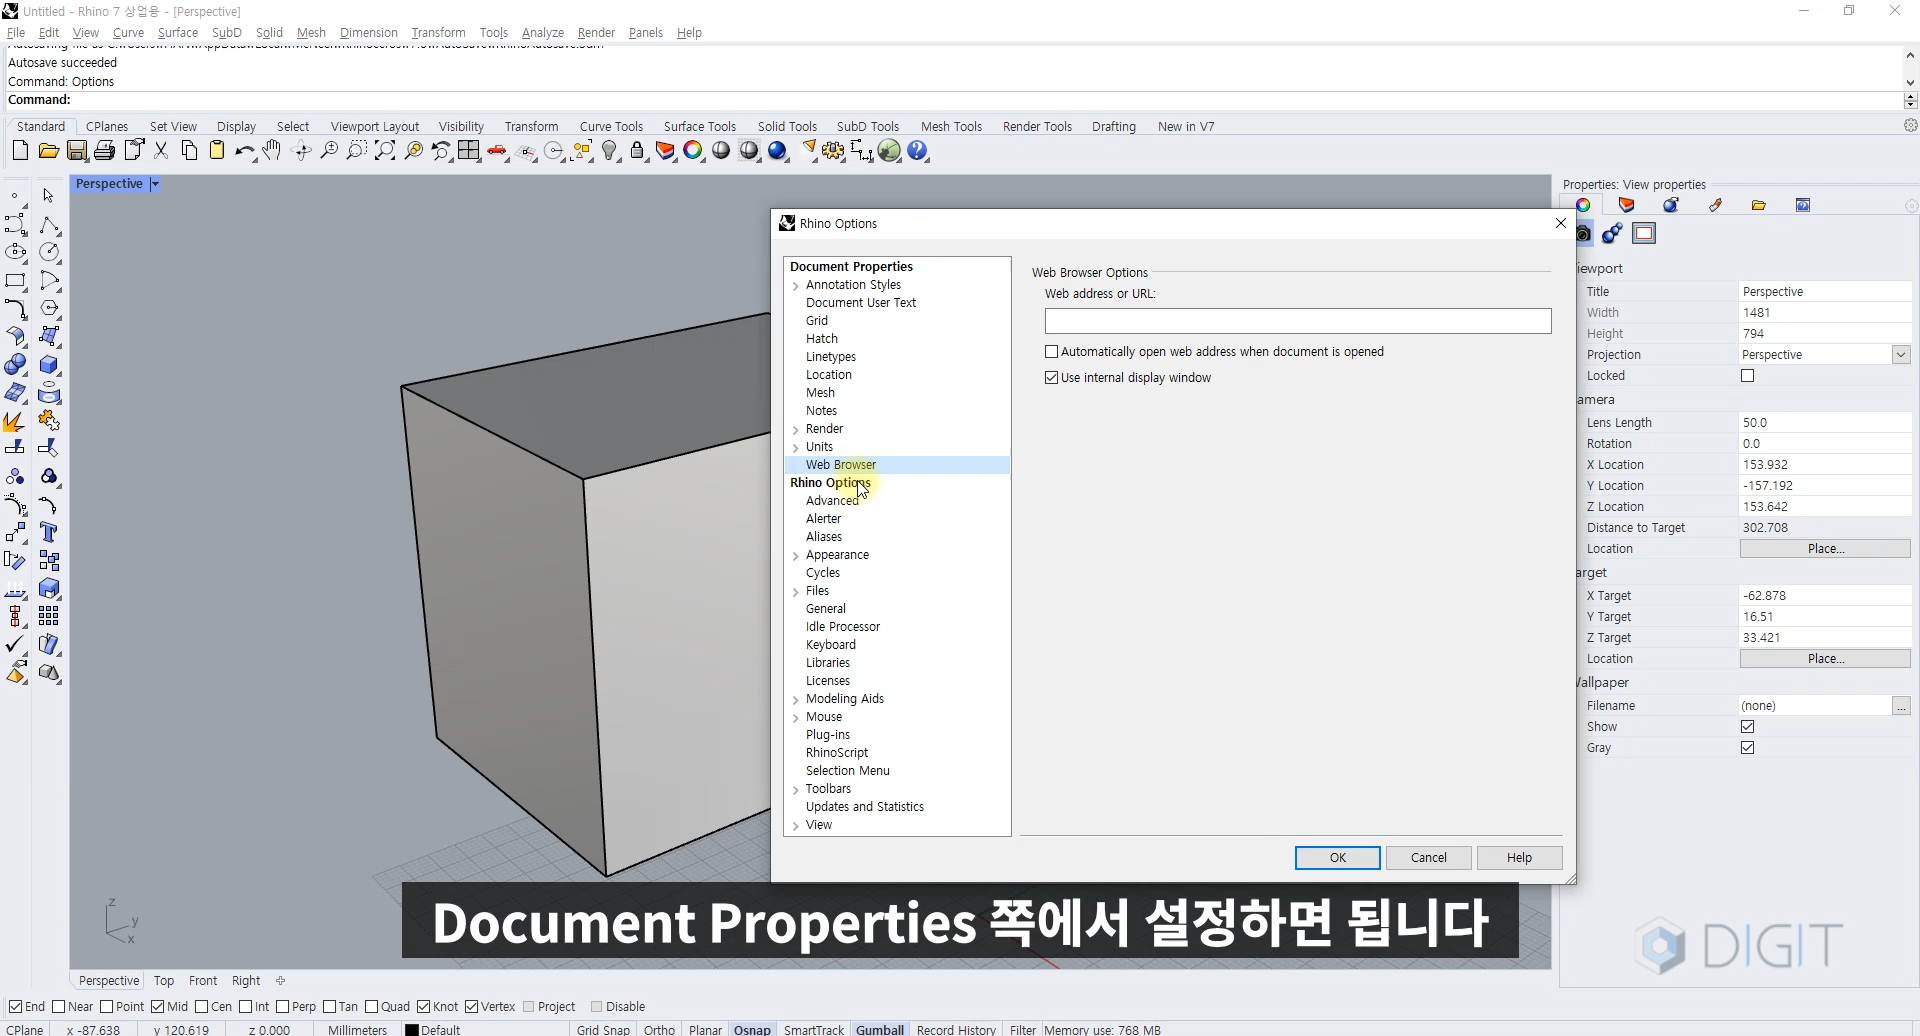 Untitled - Rhino 7 상업용 - [Perspective]
File Edit View Curve Surface SubD Solid Mesh Dimension Transform Tools Analyze Render Panels Help
Autosave succeeded
Command: Options
Command:
Standard CPlanes Set View Display Select Viewport Layout Visibility Transform Curve Tools Surface Tools Solid Tools SubD Tools Mesh Tools Render Tools Drafting New in V7
Perspective
Properties: View properties
Rhino Options
Document Properties
Annotation Styles
Document User Text
Grid
Hatch
Linetypes
Location
Mesh
Notes
Render
Units
Web Browser
Rhino Options
Advanced
Alerter
Aliases
Appearance
Cycles
Files
General
Idle Processor
Keyboard
Libraries
Licenses
Modeling Aids
Mouse
Plug-ins
RhinoScript
Selection Menu
Toolbars
Updates and Statistics
View
Web Browser Options
Web address or URL:
Automatically open web address when document is opened
Use internal display window
OK Cancel Help
iewport
Title Perspective
Width 1481
Height 794
Projection Perspective
Locked
amera
Lens Length 50.0
Rotation 0.0
X Location 153.932
Y Location -157.192
Z Location 153.642
Distance to Target 302.708
Location Place...
arget
X Target -62.878
Y Target 16.51
Z Target 33.421
Location Place...
allpaper
Filename (none) ...
Show
Gray
z
y
x
Document Properties 쪽에서 설정하면 됩니다
DIGIT
Perspective Top Front Right
End Near Point Mid Cen Int Perp Tan Quad Knot Vertex Project Disable
CPlane x -87.638 y 120.619 z 0.000 Millimeters Default Grid Snap Ortho Planar Osnap SmartTrack Gumball Record History Filter Memory use: 768 MB